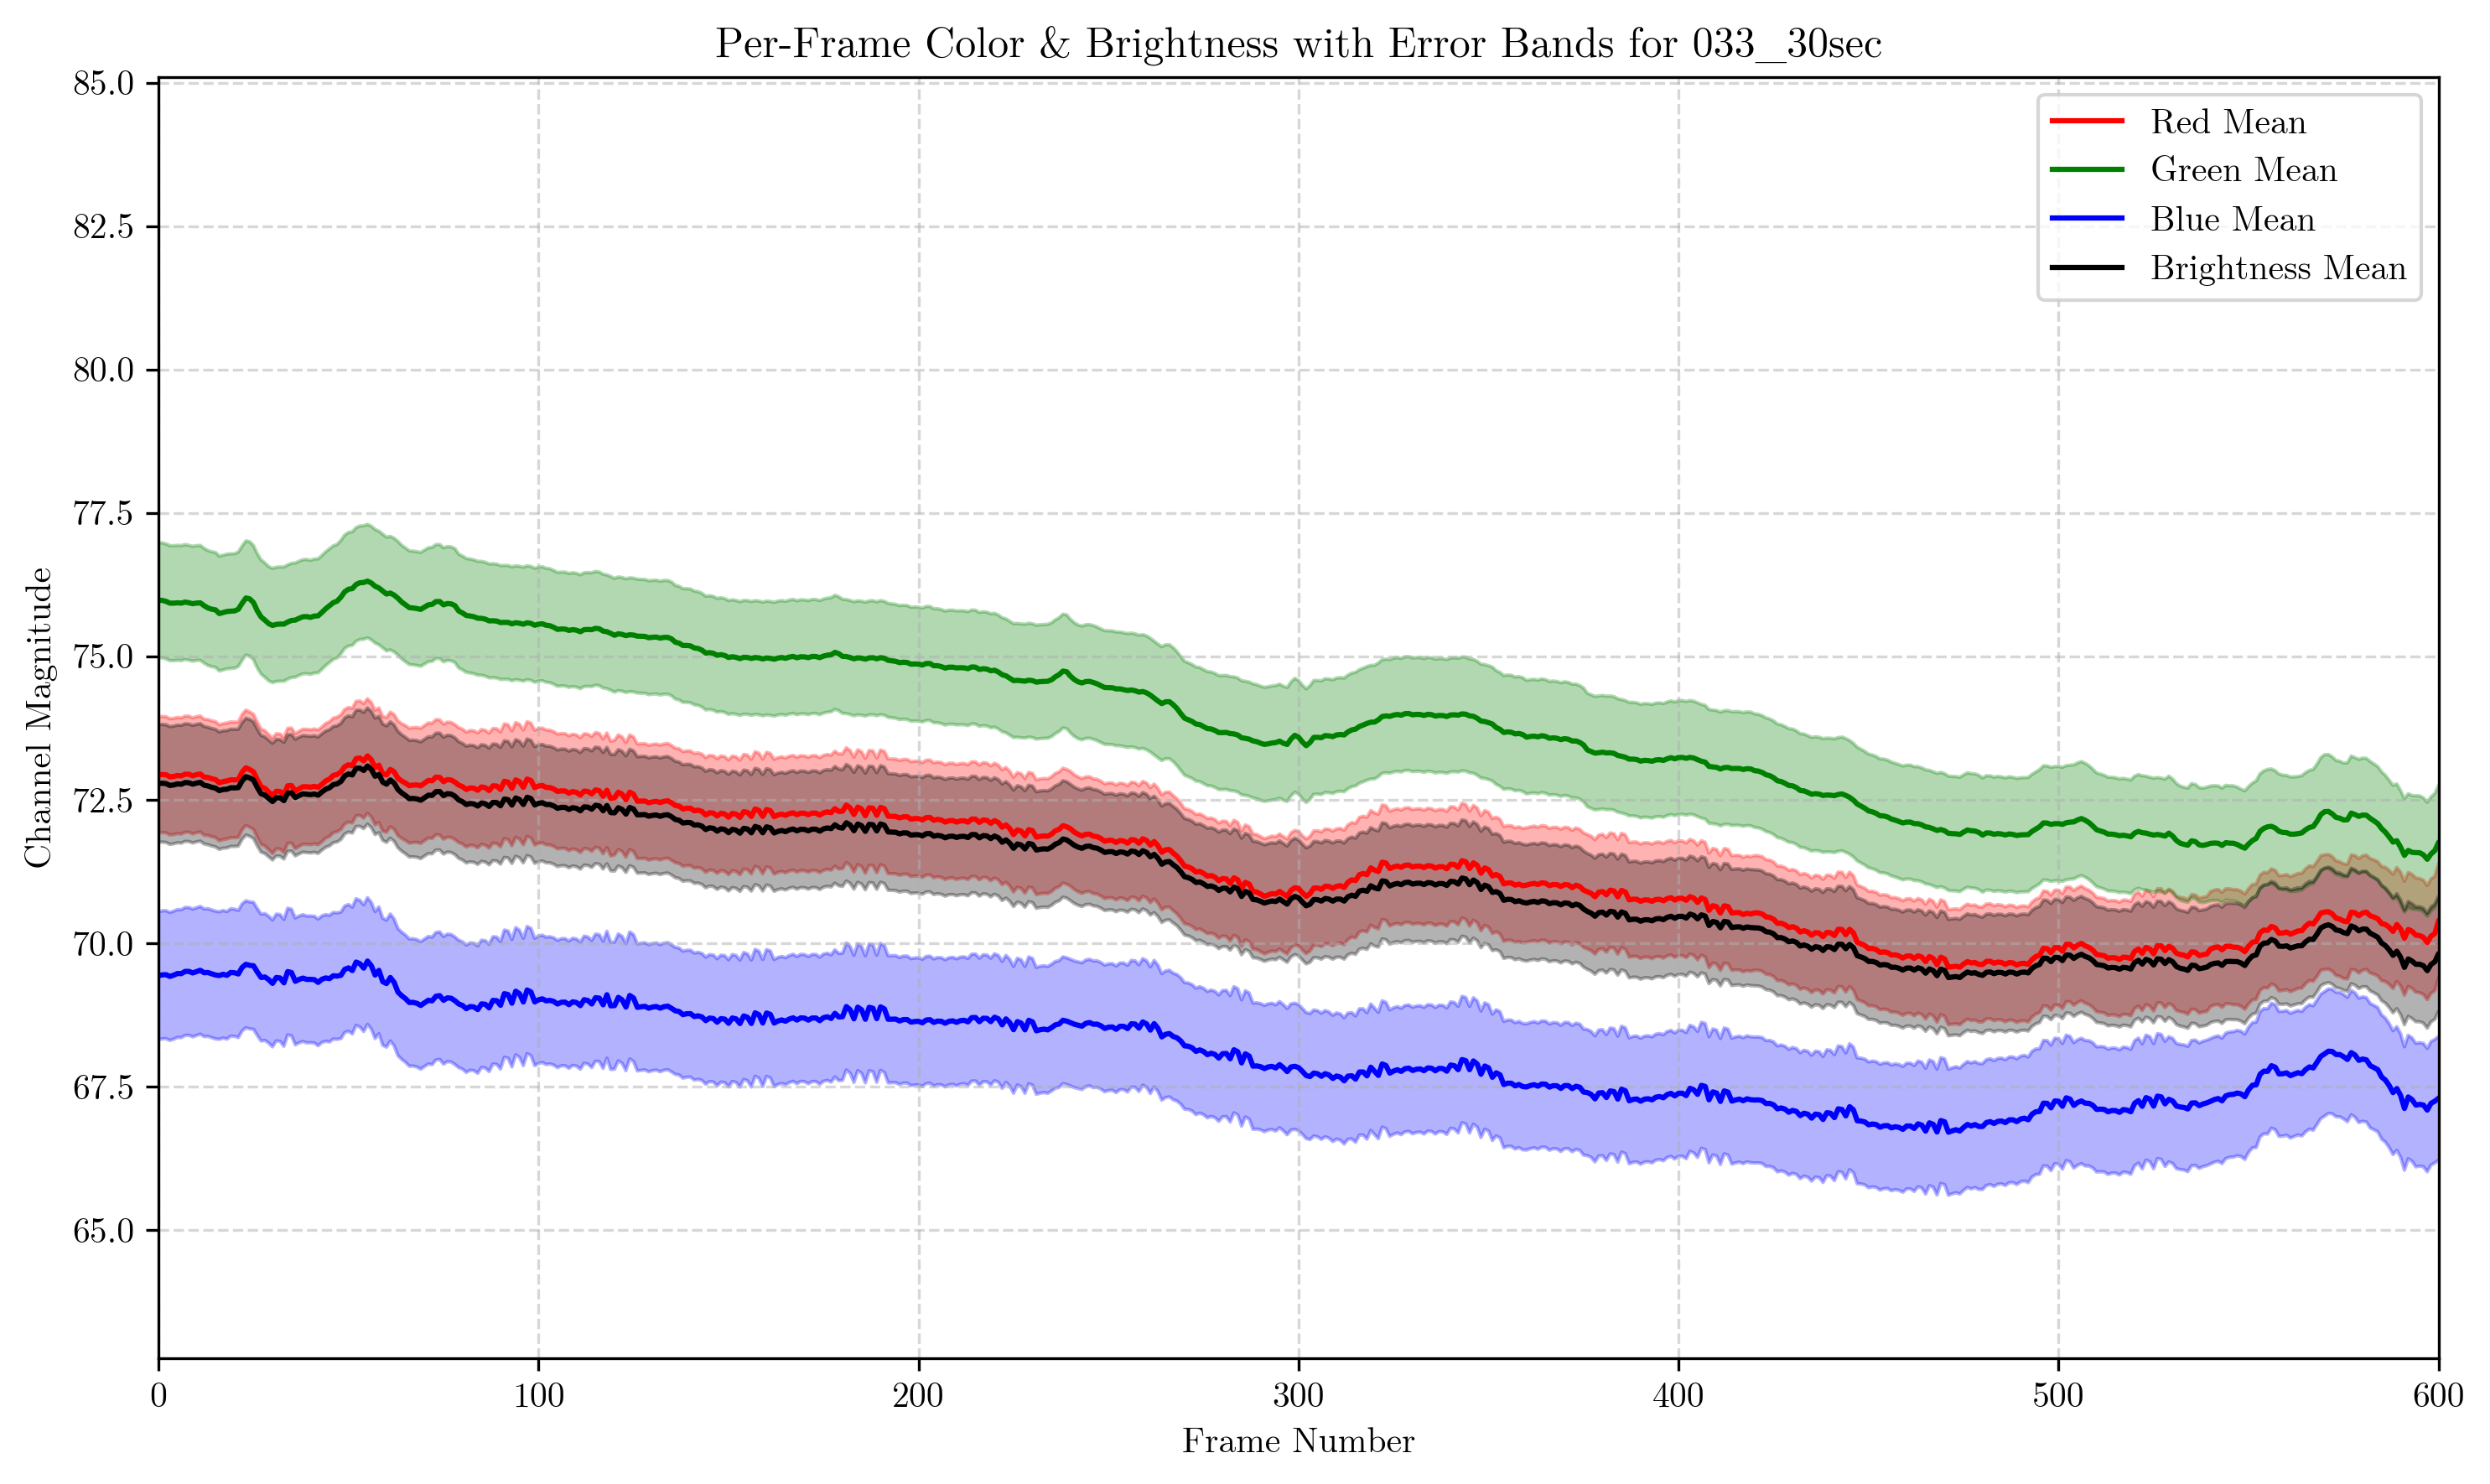 Per-Frame Color & Brightness with Error Bands for 033_30sec
85.0
82.5
80.0
77.5
75.0
72.5
70.0
67.5
65.0
Channel Magnitude
Red Mean
Green Mean
Blue Mean
Brightness Mean
0 100 200 300 400 500 600
Frame Number